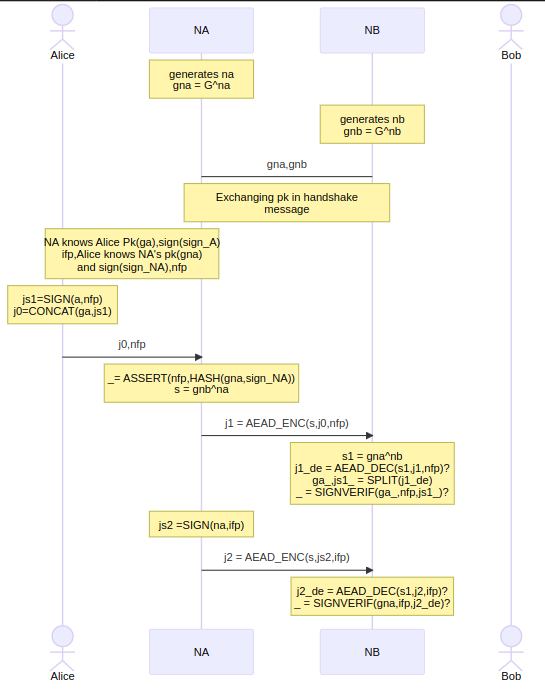 NA
NB
Alice
Bob
generates na
gna = G^na
generates nb
gnb = G^nb
gna,gnb
Exchanging pk in handshake
message
NA knows Alice Pk(ga),sign(sign_A)
ifp,Alice knows NA's pk(gna)
and sign(sign_NA),nfp
js1=SIGN(a,nfp)
j0=CONCAT(ga,js1)
j0,nfp
_= ASSERT(nfp,HASH(gna,sign_NA))
s = gnb^na
j1 = AEAD_ENC(s,j0,nfp)
s1 = gna^nb
j1_de = AEAD_DEC(s1,j1,nfp)?
ga_,js1_ = SPLIT(j1_de)
_ = SIGNVERIF(ga_,nfp,js1_)?
js2 =SIGN(na,ifp)
j2 = AEAD_ENC(s,js2,ifp)
j2_de = AEAD_DEC(s1,j2,ifp)?
_ = SIGNVERIF(gna,ifp,j2_de)?
NA
NB
Alice
Bob